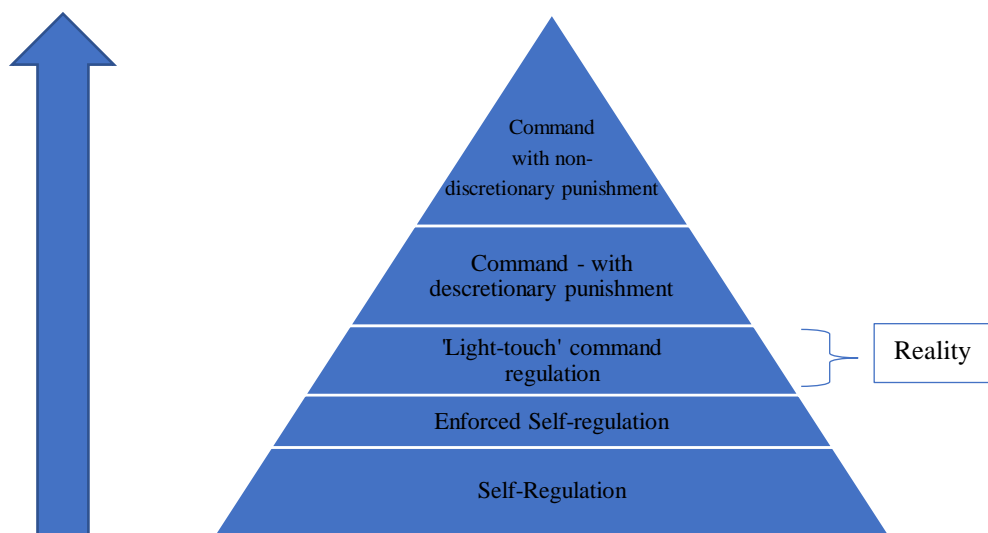 Command
with non-
discretionary punishment
Command - with
descretionary punishment
'Light-touch' command
regulation
Reality
Enforced Self-regulation
Self-Regulation